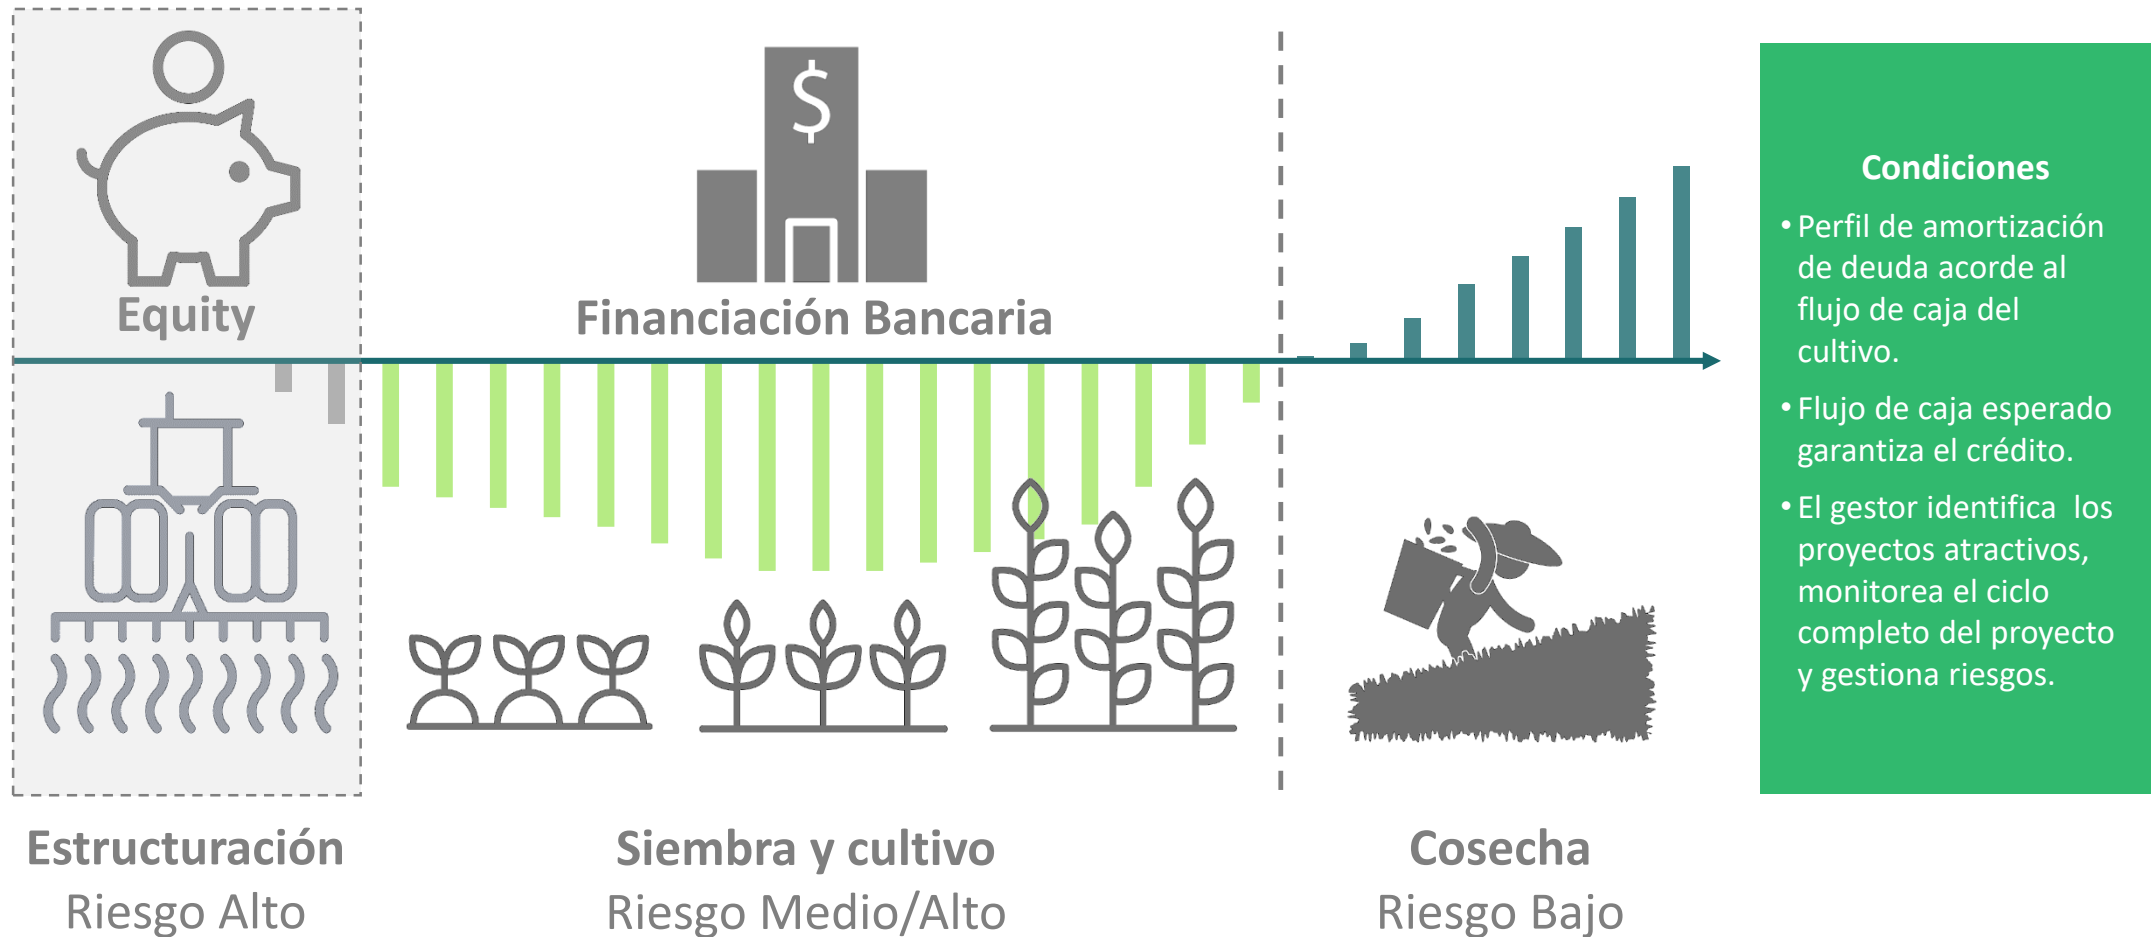 Equity
$
Financiación Bancaria
Estructuración
Riesgo Alto
Siembra y cultivo
Riesgo Medio/Alto
Cosecha
Riesgo Bajo
Condiciones
• Perfil de amortización
de deuda acorde al
flujo de caja del
cultivo.
• Flujo de caja esperado
garantiza el crédito.
• El gestor identifica  los
proyectos atractivos,
monitorea el ciclo
completo del proyecto
y gestiona riesgos.